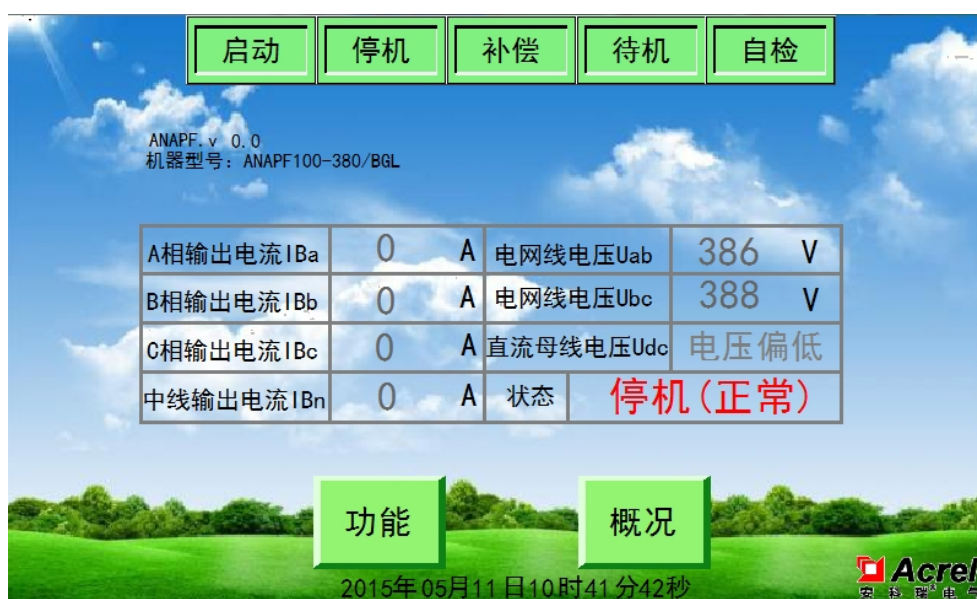 启动 停机 补偿 待机 自检
ANAPF.v 0.0
机器型号：ANAPF100-380/BGL
A相输出电流IBa 0 A 电网线电压Uab 386 V
B相输出电流IBb 0 A 电网线电压Ubc 388 V
C相输出电流IBc 0 A 直流母线电压Udc 电压偏低
中线输出电流IBn 0 A 状态 停机(正常)
功能 概况
2015年05月11日10时41分42秒
Acrel
安科瑞®电气